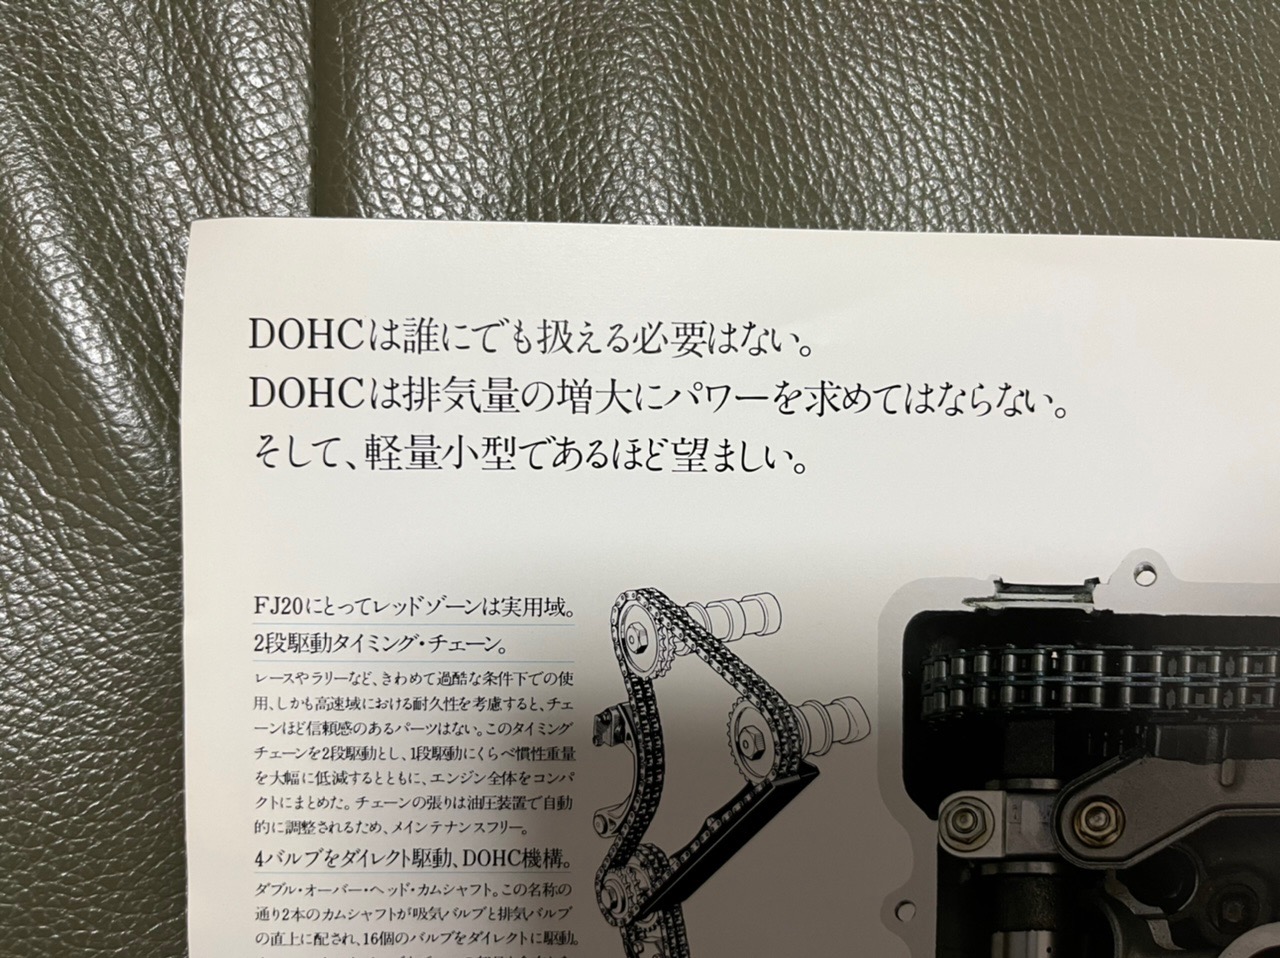 DOHCは誰にでも扱える必要はない。
DOHCは排気量の増大にパワーを求めてはならない。
そして、軽量小型であるほど望ましい。
FJ20にとってレッドゾーンは実用域。
2段駆動タイミング・チェーン。
レースやラリーなど、きわめて過酷な条件下での使
用、しかも高速域における耐久性を考慮すると、チェ
ーンほど信頼感のあるパーツはない。このタイミング
チェーンを2段駆動とし、1段駆動にくらべ慣性重量
を大幅に低減するとともに、エンジン全体をコンパ
クトにまとめた。チェーンの張りは油圧装置で自動
的に調整されるため、メインテナンスフリー。
4バルブをダイレクト駆動、DOHC機構。
ダブル・オーバー・ヘッド・カムシャフト。この名称の
通り2本のカムシャフトが吸気バルブと排気バルブ
の直上に配され、16個のバルブをダイレクトに駆動。